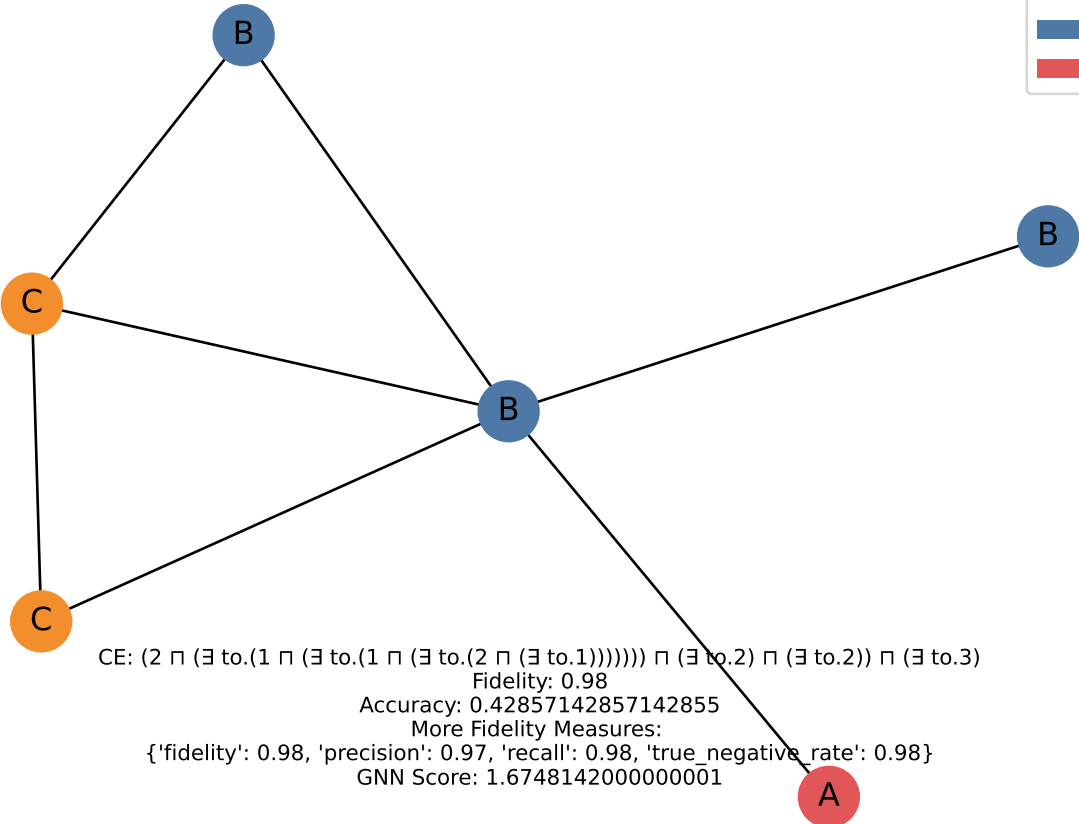 B
B
C
B
C
CE: (2 ⊓ (∃ to.(1 ⊓ (∃ to.(1 ⊓ (∃ to.(2 ⊓ (∃ to.1))))))) ⊓ (∃ to.2) ⊓ (∃ to.2)) ⊓ (∃ to.3)
Fidelity: 0.98
Accuracy: 0.42857142857142855
More Fidelity Measures:
{'fidelity': 0.98, 'precision': 0.97, 'recall': 0.98, 'true_negative_rate': 0.98}
GNN Score: 1.6748142000000001
A